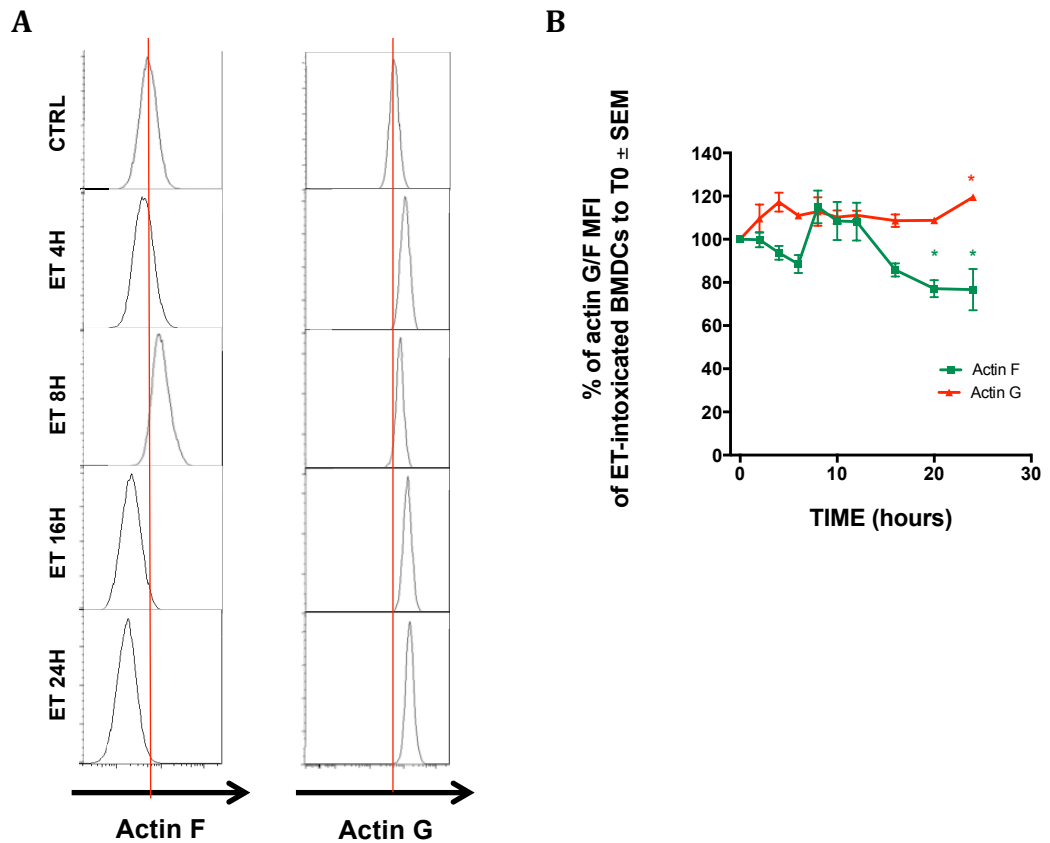 A
CTRL
ET 4H
ET 8H
ET 16H
ET 24H
Actin F
Actin G
B
% of actin G/F MFI
of ET-intoxicated BMDCs to T0 ± SEM
140
120
100
80
60
40
20
0
*
* *
Actin F
Actin G
0 10 20 30
TIME (hours)